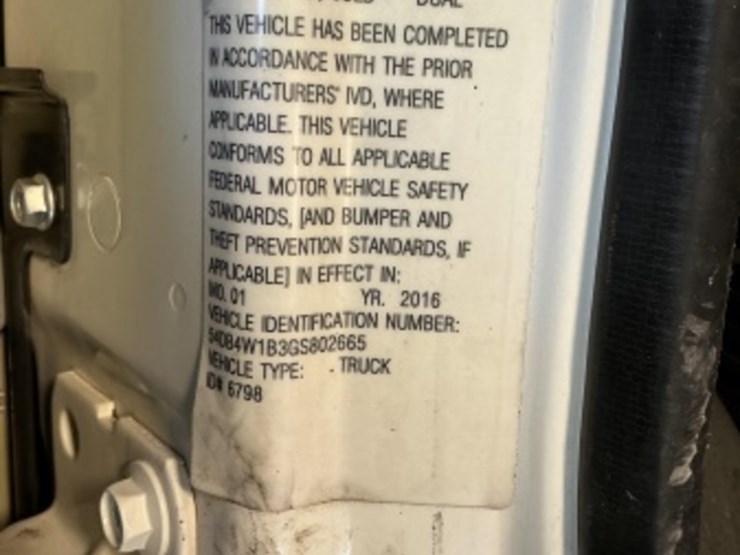 DUAL
THIS VEHICLE HAS BEEN COMPLETED
IN ACCORDANCE WITH THE PRIOR
MANUFACTURERS' IVD, WHERE
APPLICABLE. THIS VEHICLE
CONFORMS TO ALL APPLICABLE
FEDERAL MOTOR VEHICLE SAFETY
STANDARDS, [AND BUMPER AND
THEFT PREVENTION STANDARDS, IF
APPLICABLE] IN EFFECT IN:
MO. 01 YR. 2016
VEHICLE IDENTIFICATION NUMBER:
54DB4W1B3GS802665
VEHICLE TYPE: TRUCK
ID# 6798